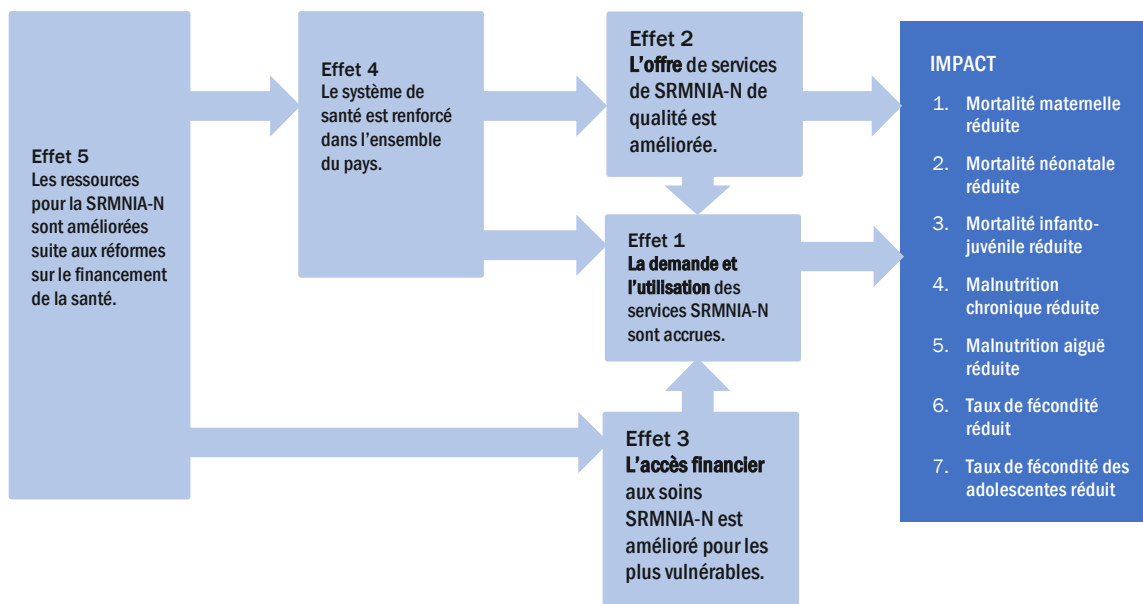 Effet 5
Les ressources
pour la SRMNIA-N
sont améliorées
suite aux réformes
sur le financement
de la santé.
Effet 4
Le système de
santé est renforcé
dans l'ensemble
du pays.
Effet 2
L'offre de services
de SRMNIA-N de
qualité est
améliorée.
Effet 1
La demande et
l'utilisation des
services SRMNIA-N
sont accrues.
Effet 3
L'accès financier
aux soins
SRMNIA-N est
amélioré pour les
plus vulnérables.
IMPACT
1. Mortalité maternelle
réduite
2. Mortalité néonatale
réduite
3. Mortalité infanto-
juvénile réduite
4. Malnutrition
chronique réduite
5. Malnutrition aiguë
réduite
6. Taux de fécondité
réduit
7. Taux de fécondité des
adolescentes réduit